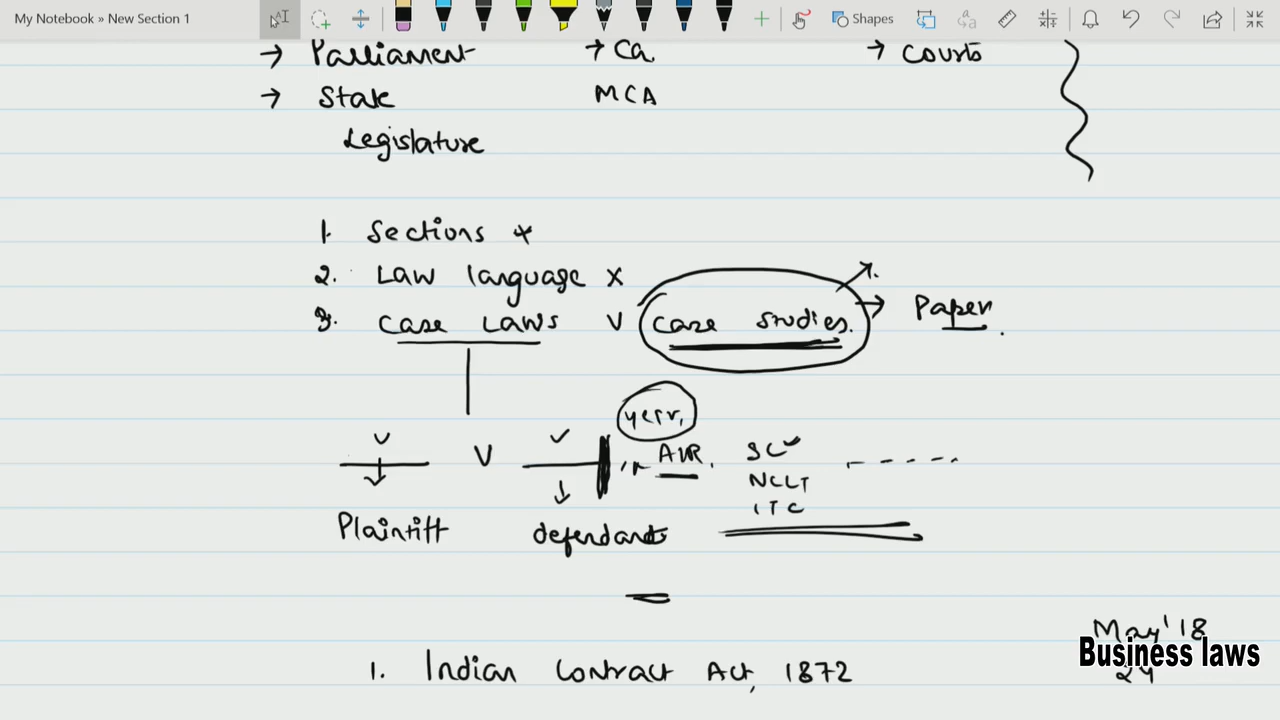 My Notebook » New Section 1
Shapes
→ Parliament → Ca. → Courts
→ State MCA
Legislature
1. Sections *
2. Law language x
3. Case Laws V case studies. → Paper.
year,
V AIR. SC
NCLT
ITC
Plaintiff defendants
May'18
Business laws
24
1. Indian Contract Act, 1872